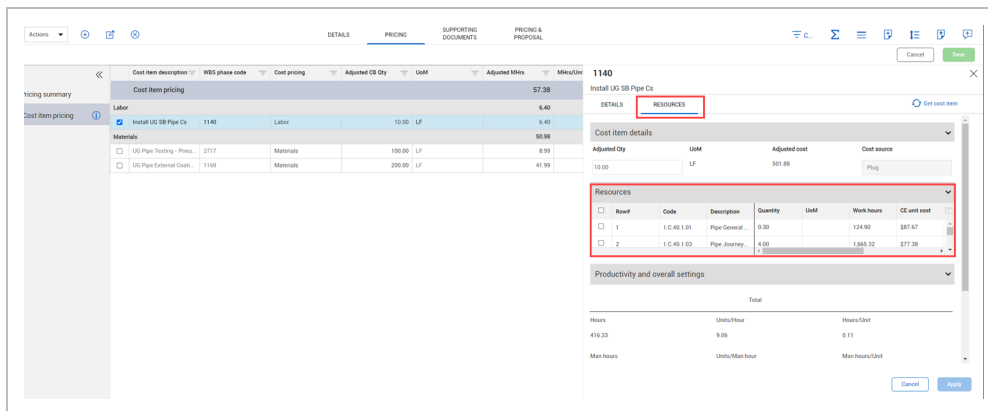 Actions
DETAILS PRICING SUPPORTING DOCUMENTS PRICING & PROPOSAL
C...
Cancel Save
Cost item description WBS phase code Cost pricing Adjusted CB Qty UoM Adjusted MHrs MHrs/Uni
ricing summary
Cost item pricing 57.38
Cost item pricing
Labor 6.40
Install UG SB Pipe Cs 1140 Labor 10.00 LF 6.40
Materials 50.98
UG Pipe Testing - Pneu... 2717 Materials 100.00 LF 8.99
UG Pipe External Coati... 1169 Materials 200.00 LF 41.99
1140
Install UG SB Pipe Cs
DETAILS RESOURCES Get cost item
Cost item details
Adjusted Qty UoM Adjusted cost Cost source
10.00 LF 501.88 Plug
Resources
Row# Code Description Quantity UoM Work hours CE unit cost
1 1.C.40.1.01 Pipe General ... 0.30 124.90 $87.67
2 1.C.40.1.03 Pipe Journey... 4.00 1,665.32 $77.38
Productivity and overall settings
Total
Hours Units/Hour Hours/Unit
416.33 9.06 0.11
Man hours Units/Man hour Man hours/Unit
Cancel Apply